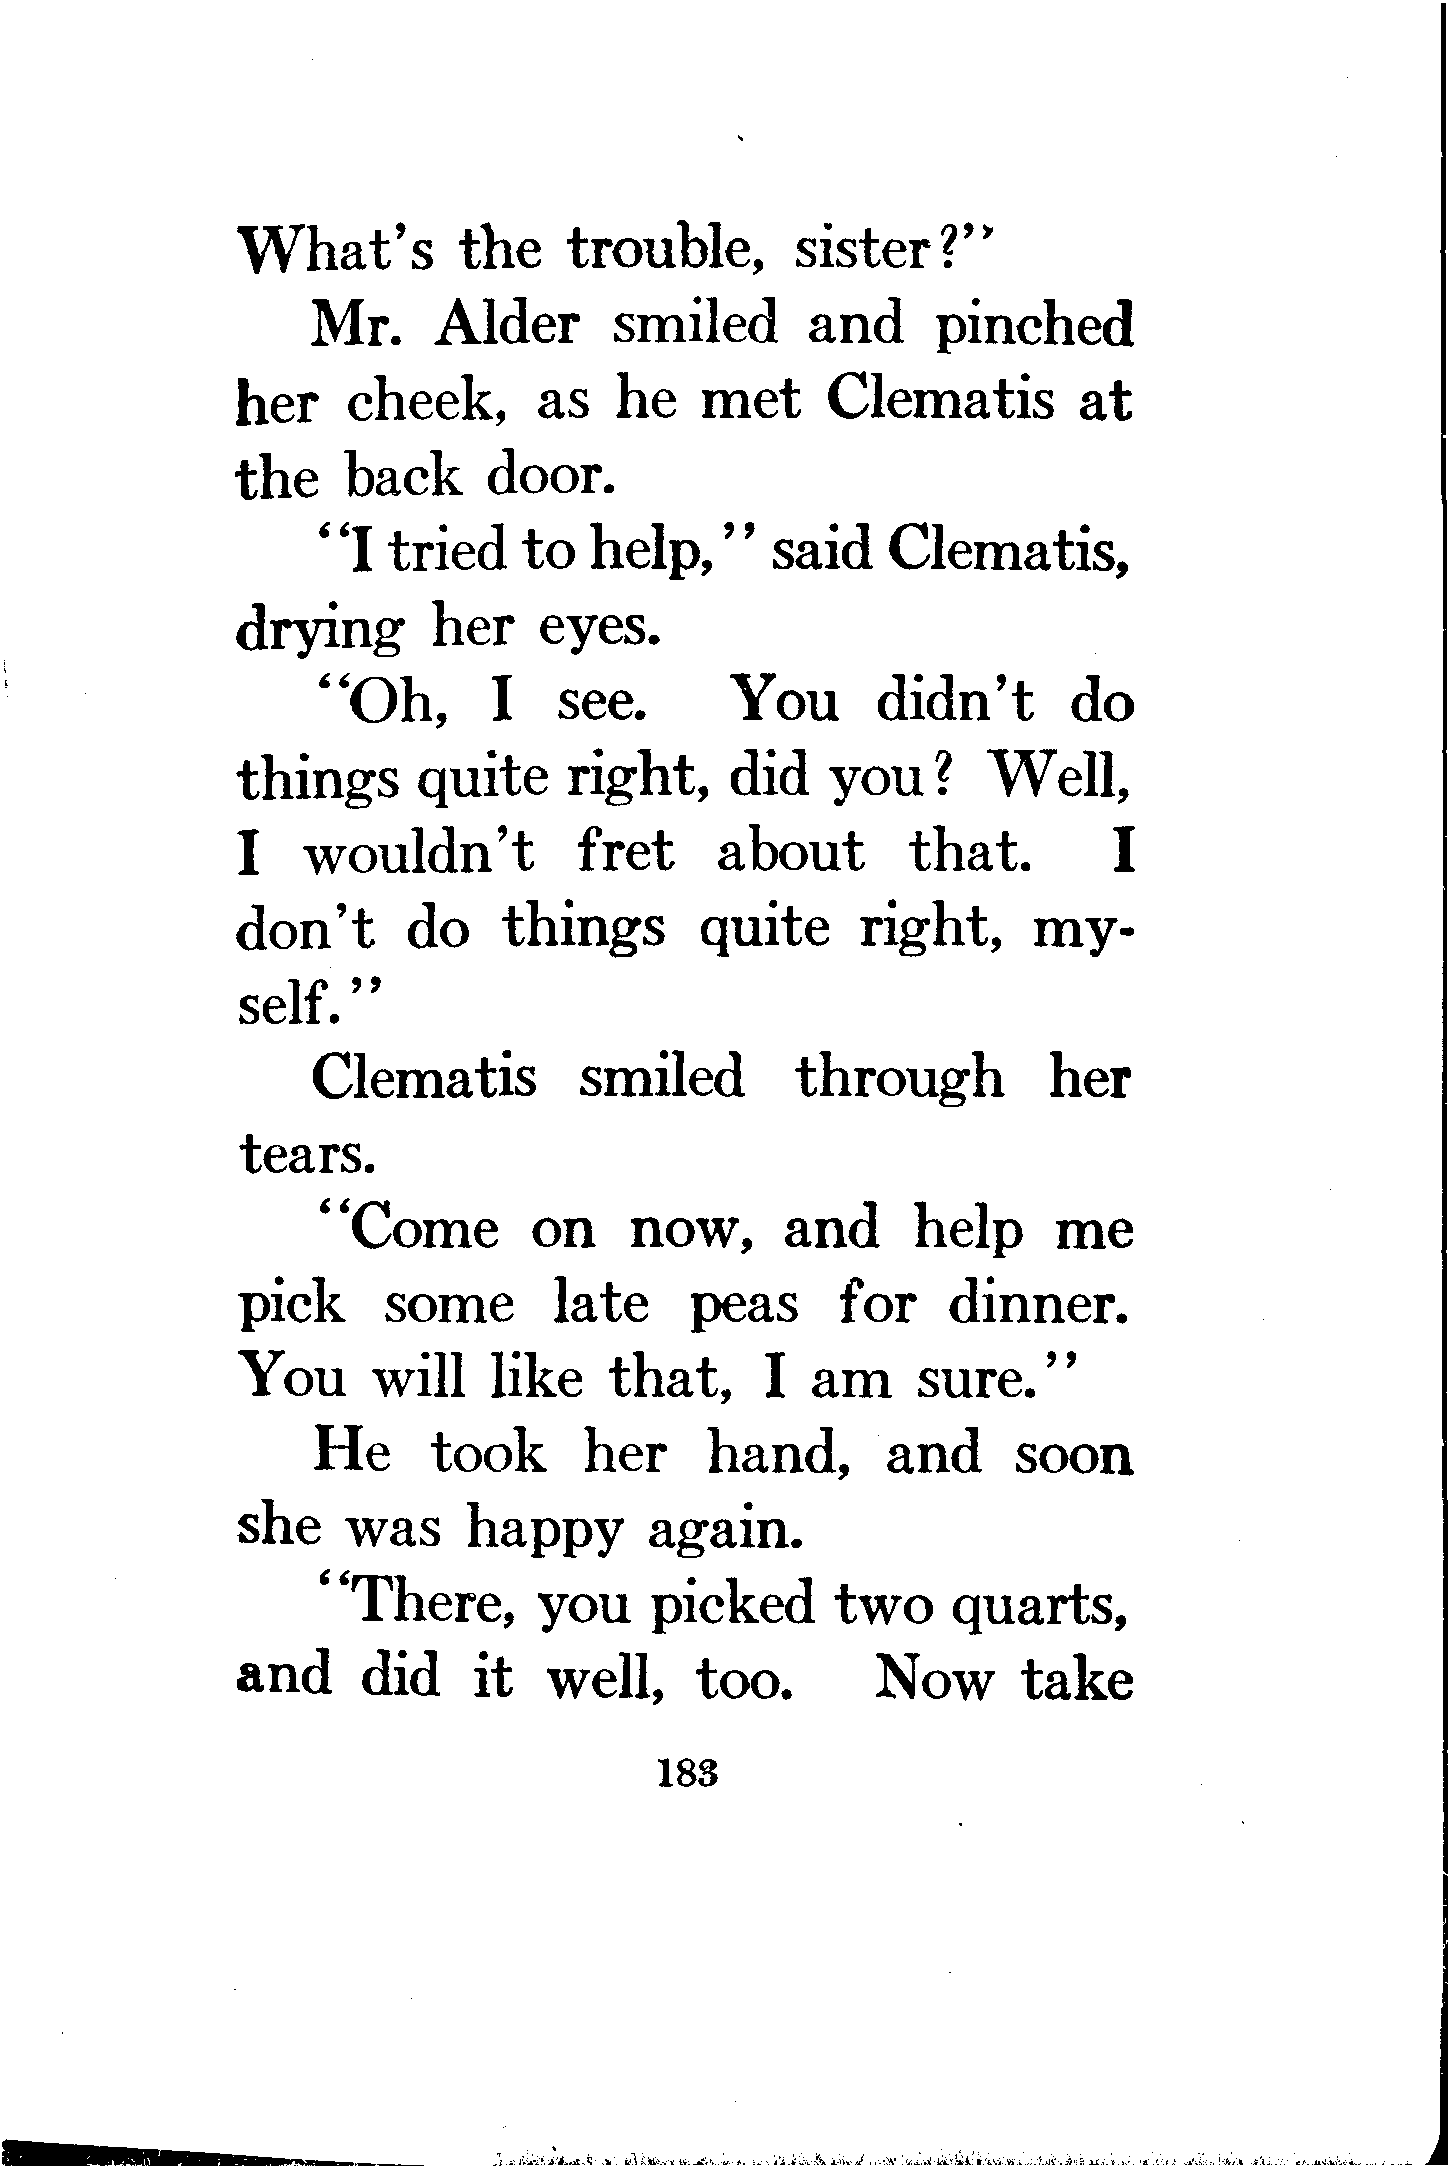 What's the trouble, sister?"
Mr. Alder smiled and pinched
her cheek, as he met Clematis at
the back door.
"I tried to help," said Clematis,
drying her eyes.
"Oh, I see. You didn't do
things quite right, did you? Well,
I wouldn't fret about that. I
don't do things quite right, my-
self."
Clematis smiled through her
tears.
"Come on now, and help me
pick some late peas for dinner.
You will like that, I am sure."
He took her hand, and soon
she was happy again.
"There, you picked two quarts,
and did it well, too. Now take
183